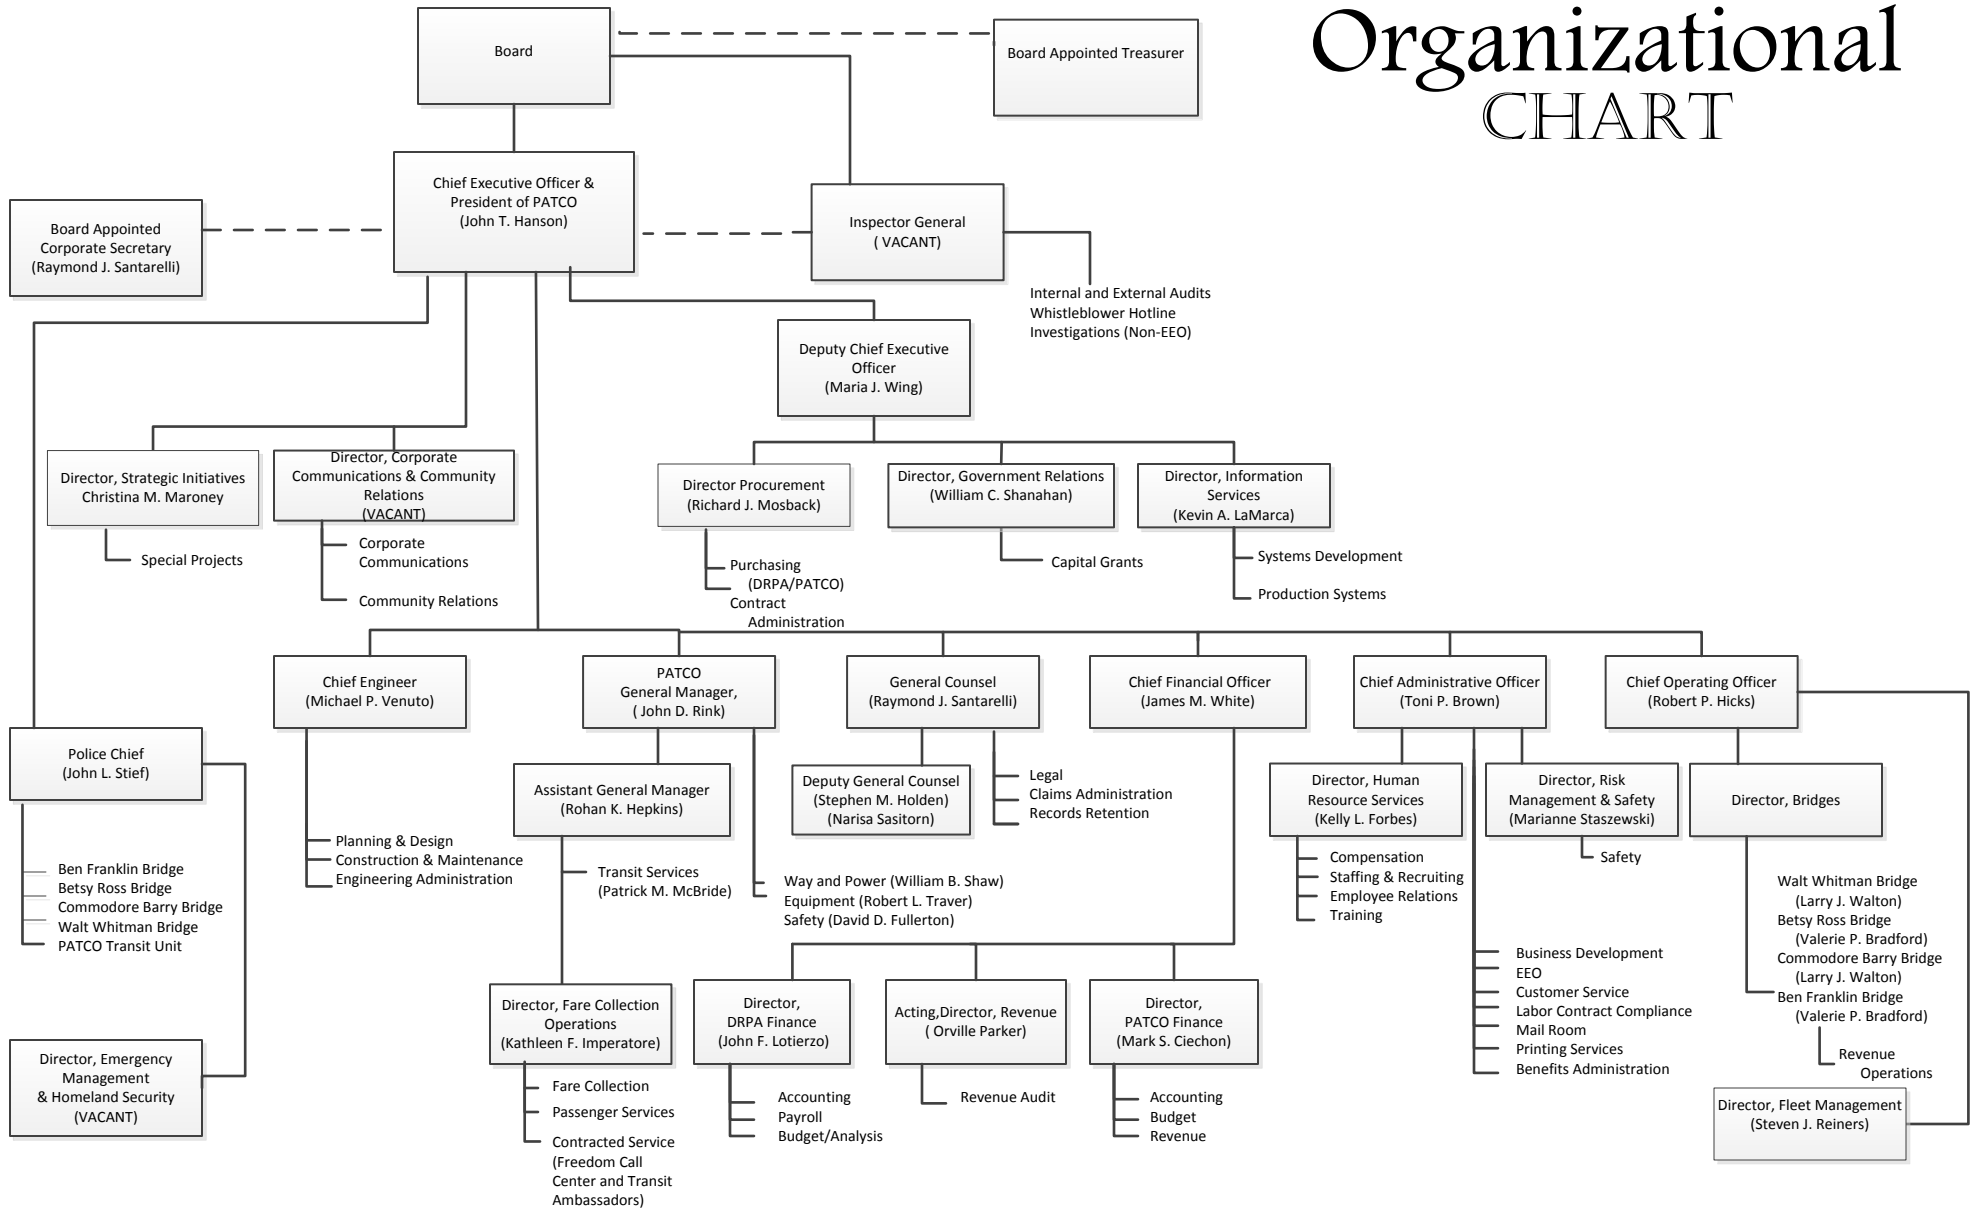 Organizational
CHART
Board
Board Appointed Treasurer
Chief Executive Officer &
President of PATCO
(John T. Hanson)
Board Appointed
Corporate Secretary
(Raymond J. Santarelli)
Inspector General
( VACANT)
Internal and External Audits
Whistleblower Hotline
Investigations (Non-EEO)
Deputy Chief Executive
Officer
(Maria J. Wing)
Director, Strategic Initiatives
Christina M. Maroney
Special Projects
Director, Corporate
Communications & Community
Relations
(VACANT)
Corporate
Communications
Community Relations
Director Procurement
(Richard J. Mosback)
Purchasing
(DRPA/PATCO)
Contract
Administration
Director, Government Relations
(William C. Shanahan)
Capital Grants
Director, Information
Services
(Kevin A. LaMarca)
Systems Development
Production Systems
Chief Engineer
(Michael P. Venuto)
Planning & Design
Construction & Maintenance
Engineering Administration
PATCO
General Manager,
( John D. Rink)
Assistant General Manager
(Rohan K. Hepkins)
Transit Services
(Patrick M. McBride)
Way and Power (William B. Shaw)
Equipment (Robert L. Traver)
Safety (David D. Fullerton)
General Counsel
(Raymond J. Santarelli)
Deputy General Counsel
(Stephen M. Holden)
(Narisa Sasitorn)
Legal
Claims Administration
Records Retention
Chief Financial Officer
(James M. White)
Chief Administrative Officer
(Toni P. Brown)
Director, Human
Resource Services
(Kelly L. Forbes)
Compensation
Staffing & Recruiting
Employee Relations
Training
Director, Risk
Management & Safety
(Marianne Staszewski)
Safety
Business Development
EEO
Customer Service
Labor Contract Compliance
Mail Room
Printing Services
Benefits Administration
Chief Operating Officer
(Robert P. Hicks)
Director, Bridges
Walt Whitman Bridge
(Larry J. Walton)
Betsy Ross Bridge
(Valerie P. Bradford)
Commodore Barry Bridge
(Larry J. Walton)
Ben Franklin Bridge
(Valerie P. Bradford)
Revenue
Operations
Director, Fleet Management
(Steven J. Reiners)
Police Chief
(John L. Stief)
Ben Franklin Bridge
Betsy Ross Bridge
Commodore Barry Bridge
Walt Whitman Bridge
PATCO Transit Unit
Director, Emergency
Management
& Homeland Security
(VACANT)
Director, Fare Collection
Operations
(Kathleen F. Imperatore)
Fare Collection
Passenger Services
Contracted Service
(Freedom Call
Center and Transit
Ambassadors)
Director,
DRPA Finance
(John F. Lotierzo)
Accounting
Payroll
Budget/Analysis
Acting,Director, Revenue
( Orville Parker)
Revenue Audit
Director,
PATCO Finance
(Mark S. Ciechon)
Accounting
Budget
Revenue